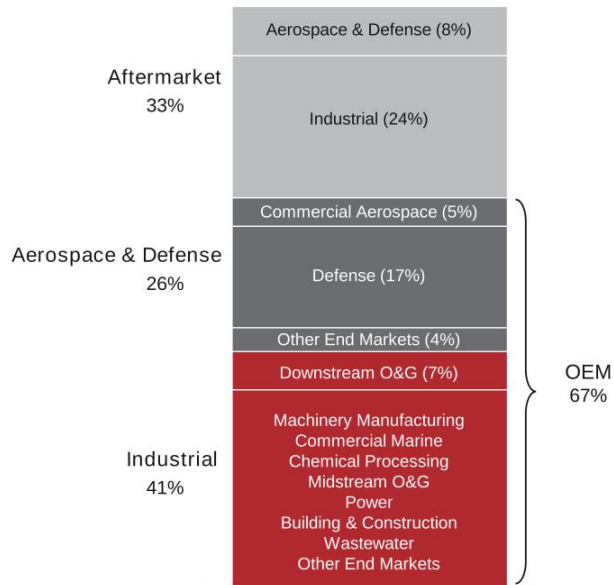 Aerospace & Defense (8%)
Aftermarket
33%
Industrial (24%)
Commercial Aerospace (5%)
Aerospace & Defense
26%
Defense (17%)
Other End Markets (4%)
Downstream O&G (7%)
OEM
67%
Industrial
41%
Machinery Manufacturing
Commercial Marine
Chemical Processing
Midstream O&G
Power
Building & Construction
Wastewater
Other End Markets